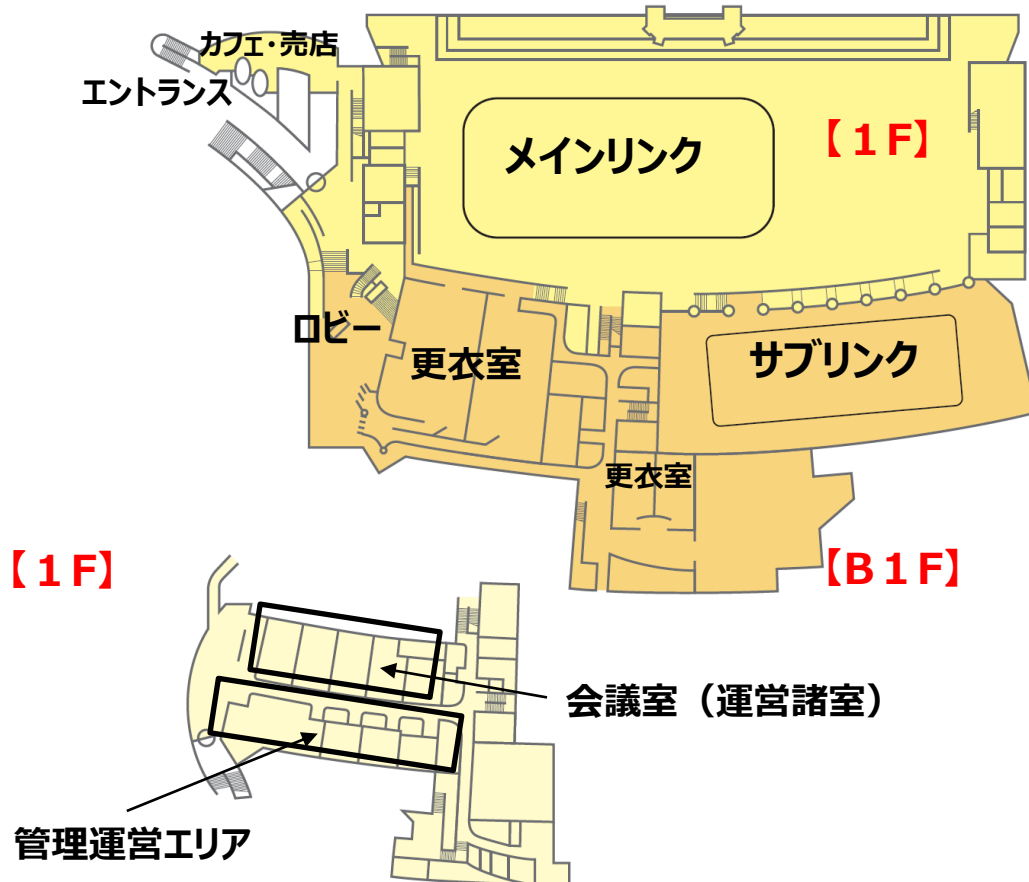 カフェ・売店
エントランス
メインリンク
【１Ｆ】
ロビー
更衣室
サブリンク
更衣室
【１Ｆ】
【B１F】
会議室（運営諸室）
管理運営エリア